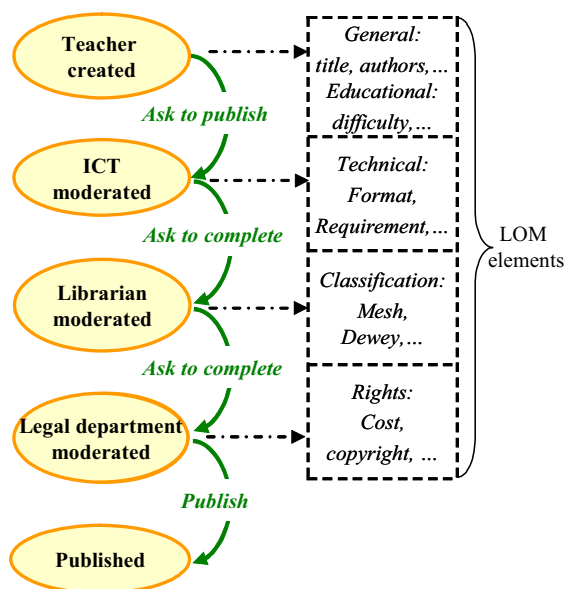 Teacher
created
General:
title, authors,...
Educational:
difficulty,...
Ask to publish
ICT
moderated
Technical:
Format,
Requirement,...
Ask to complete
LOM
elements
Librarian
moderated
Classification:
Mesh,
Dewey,...
Ask to complete
Legal department
moderated
Rights:
Cost,
copyright, ...
Publish
Published